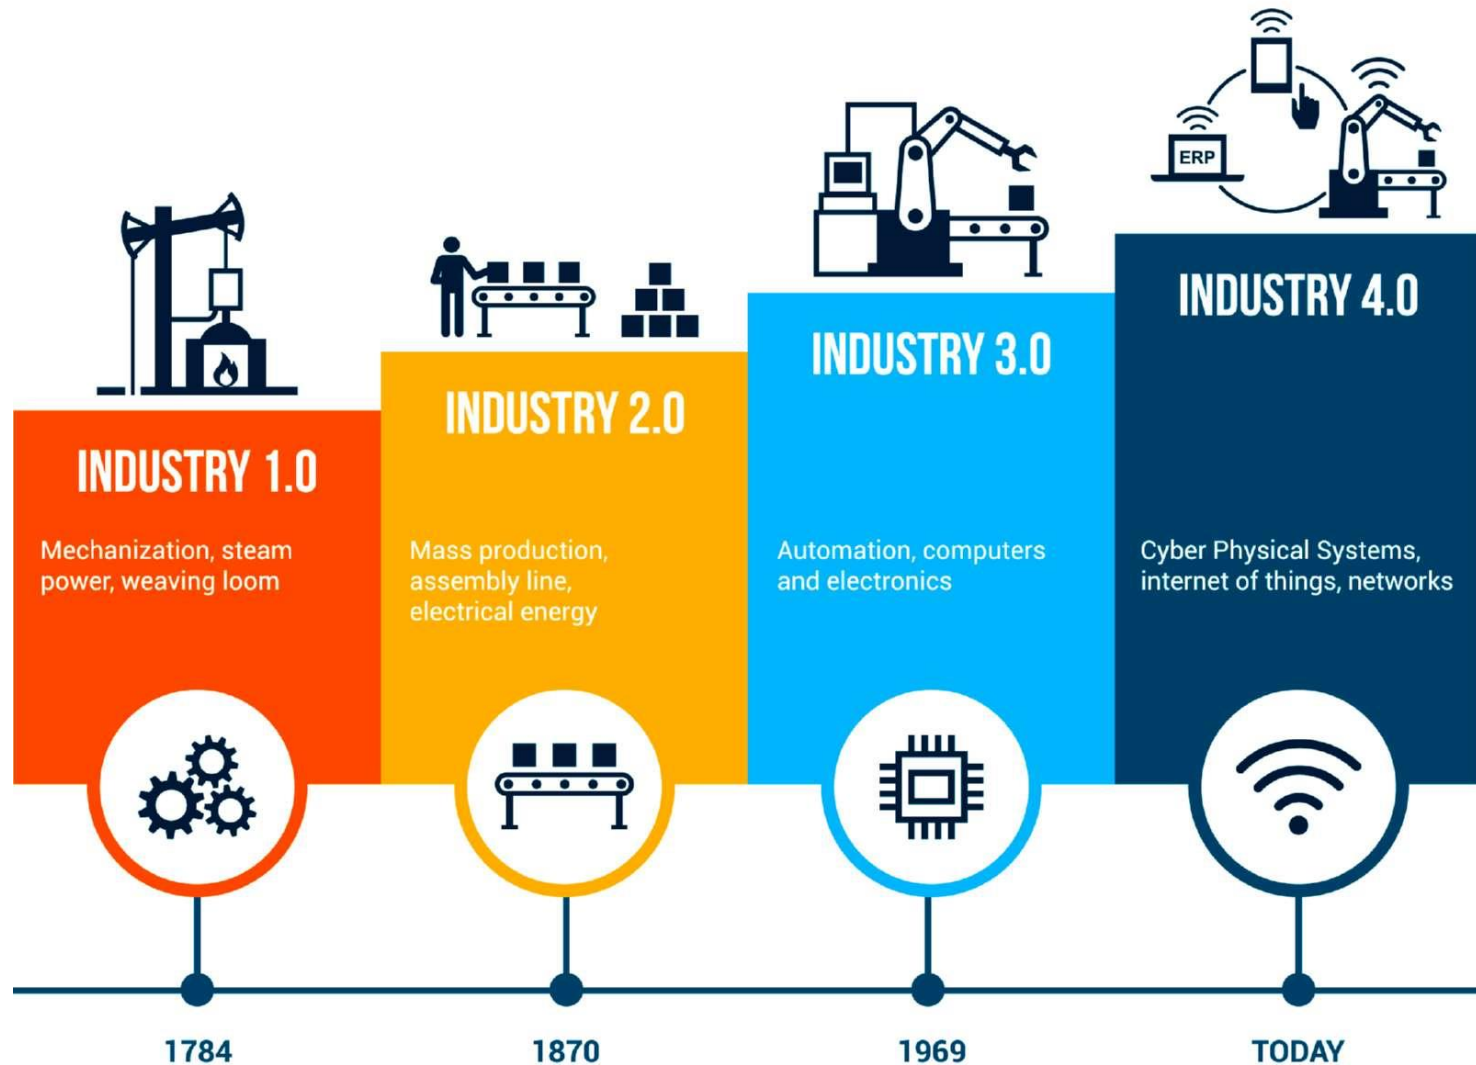 ERP
INDUSTRY 1.0
Mechanization, steam
power, weaving loom
INDUSTRY 2.0
Mass production,
assembly line,
electrical energy
INDUSTRY 3.0
Automation, computers
and electronics
INDUSTRY 4.0
Cyber Physical Systems,
internet of things, networks
1784
1870
1969
TODAY